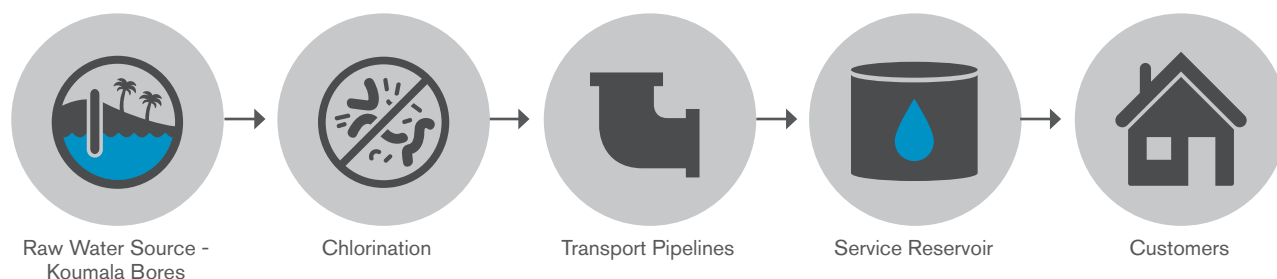 Raw Water Source -
Koumala Bores
Chlorination
Transport Pipelines
Service Reservoir
Customers